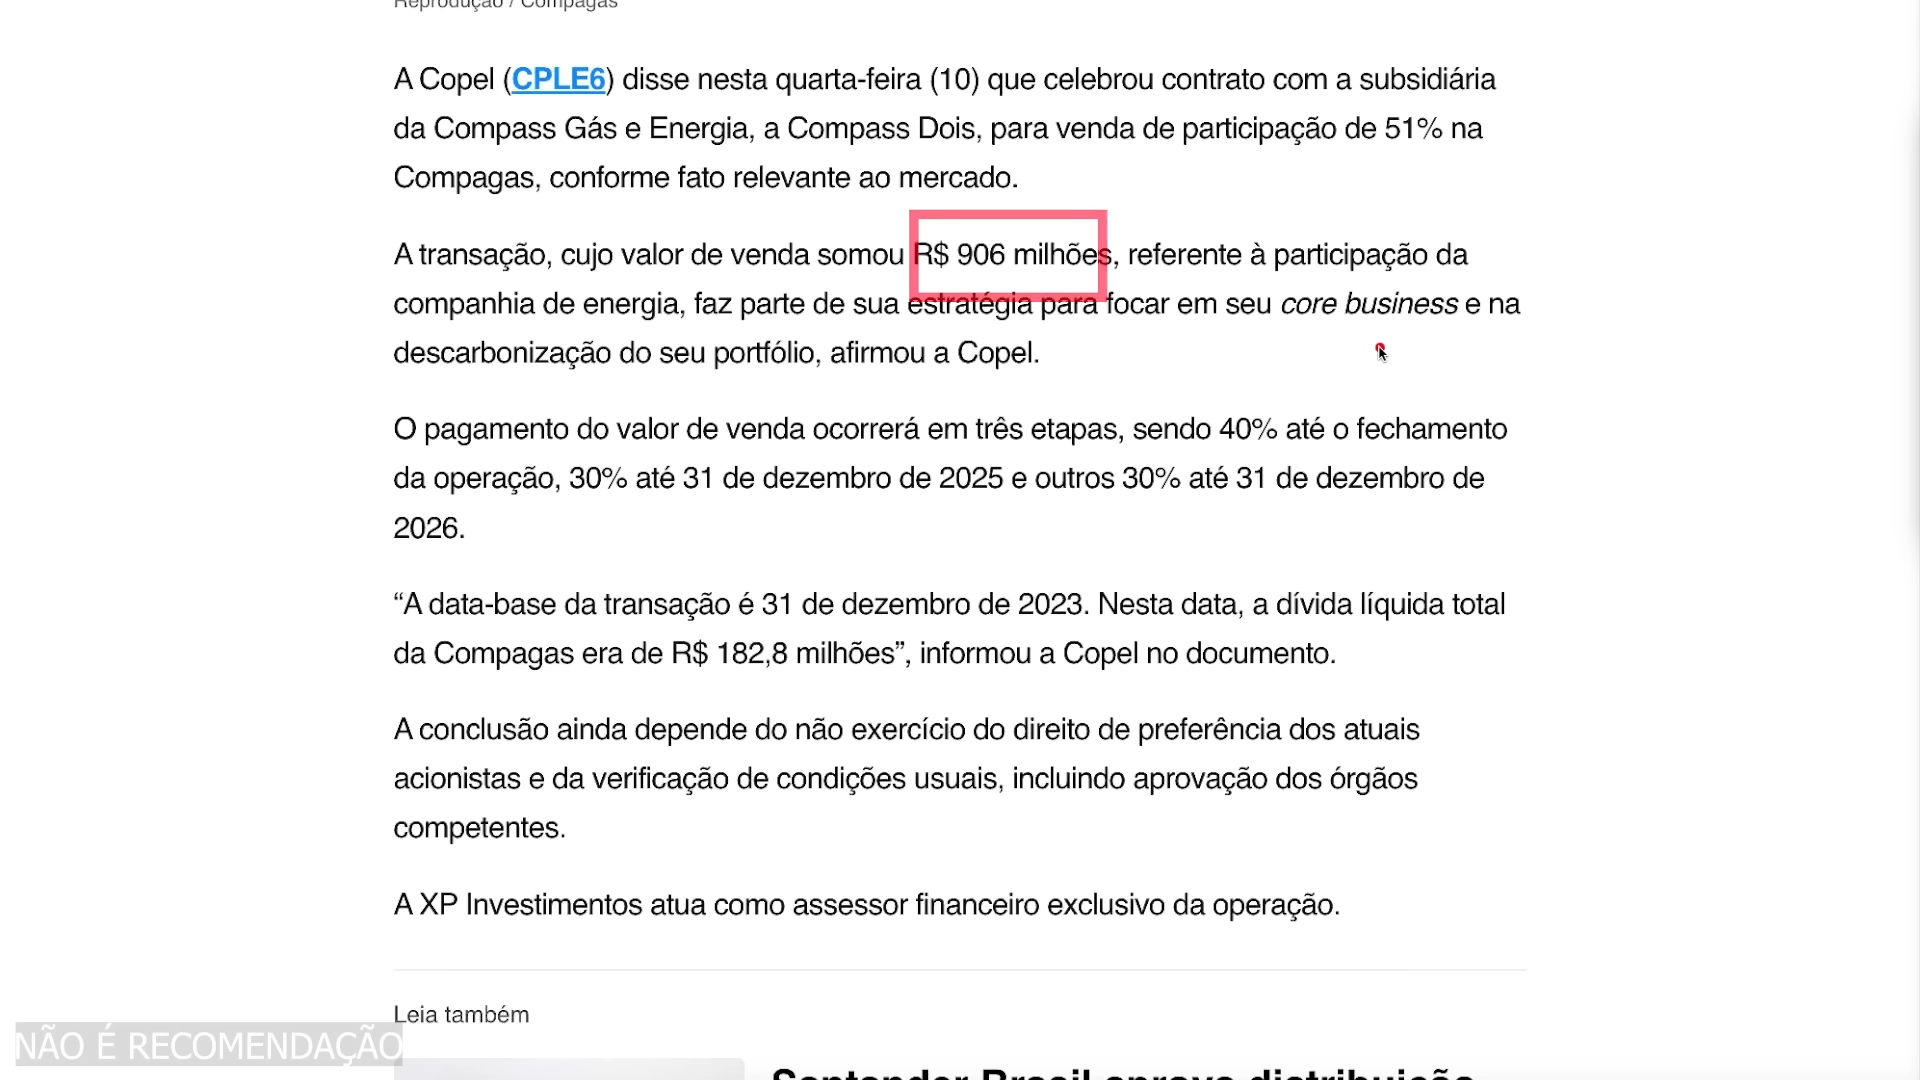 Reprodução / Compagas
A Copel (CPLE6) disse nesta quarta-feira (10) que celebrou contrato com a subsidiária
da Compass Gás e Energia, a Compass Dois, para venda de participação de 51% na
Compagas, conforme fato relevante ao mercado.
A transação, cujo valor de venda somou R$ 906 milhões, referente à participação da
companhia de energia, faz parte de sua estratégia para focar em seu core business e na
descarbonização do seu portfólio, afirmou a Copel.
O pagamento do valor de venda ocorrerá em três etapas, sendo 40% até o fechamento
da operação, 30% até 31 de dezembro de 2025 e outros 30% até 31 de dezembro de
2026.
“A data-base da transação é 31 de dezembro de 2023. Nesta data, a dívida líquida total
da Compagas era de R$ 182,8 milhões”, informou a Copel no documento.
A conclusão ainda depende do não exercício do direito de preferência dos atuais
acionistas e da verificação de condições usuais, incluindo aprovação dos órgãos
competentes.
A XP Investimentos atua como assessor financeiro exclusivo da operação.
Leia também
NÃO É RECOMENDAÇÃO
Santander Brasil aprova distribuição